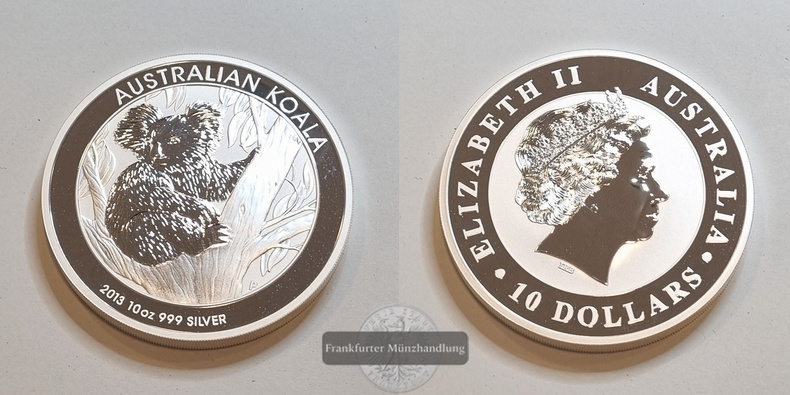 AUSTRALIAN KOALA
2013 10oz 999 SILVER
ELIZABETH II AUSTRALIA
10 DOLLARS
Frankfurter Münzhandlung